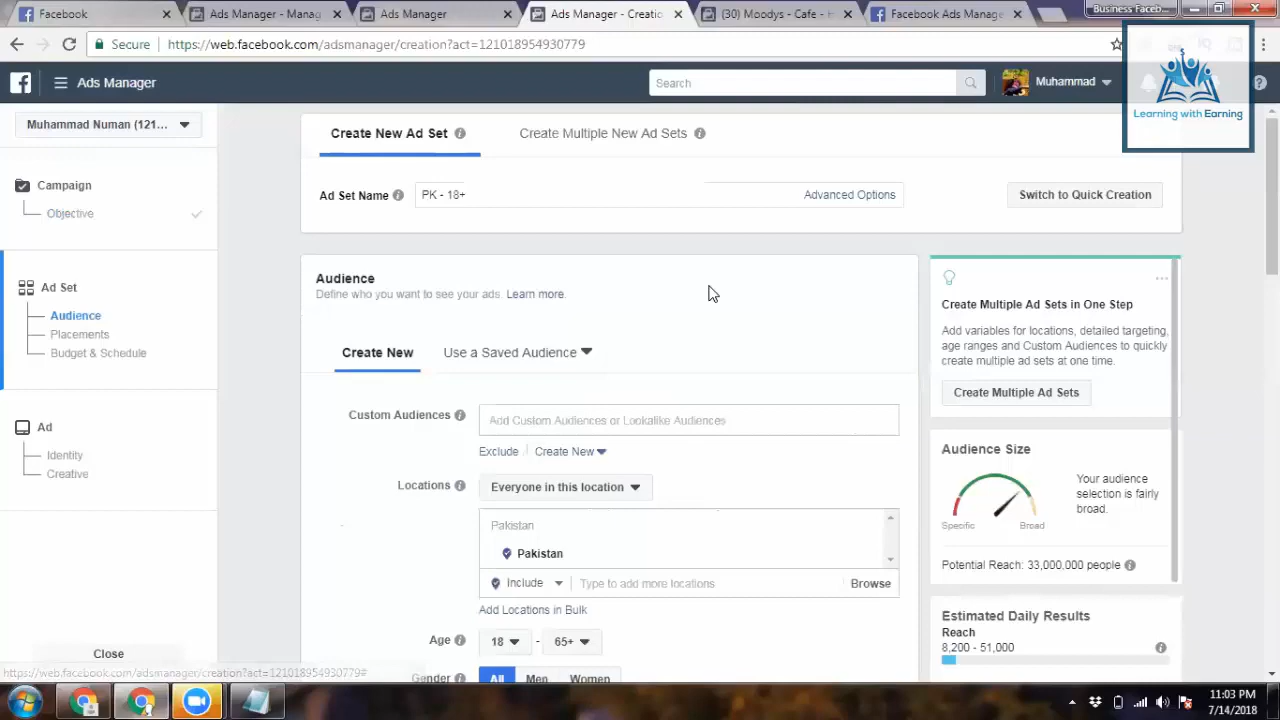 Facebook
Ads Manager - Manag
Ads Manager
Ads Manager - Creatio
(30) Moodys - Cafe -
Facebook Ads Manage
Business Faceb...
Secure
https://web.facebook.com/adsmanager/creation?act=121018954930779
Ads Manager
Search
Muhammad
Learning with Earning
Muhammad Numan (121...
Campaign
Objective
Ad Set
Audience
Placements
Budget & Schedule
Ad
Identity
Creative
Close
Create New Ad Set
Create Multiple New Ad Sets
Ad Set Name
PK - 18+
Advanced Options
Switch to Quick Creation
Audience
Define who you want to see your ads. Learn more.
Create New
Use a Saved Audience
Custom Audiences
Add Custom Audiences or Lookalike Audiences
Exclude
Create New
Locations
Everyone in this location
Pakistan
Pakistan
Include
Type to add more locations
Browse
Add Locations in Bulk
Age
18
-
65+
Gender
All
Men
Women
Create Multiple Ad Sets in One Step
Add variables for locations, detailed targeting,
age ranges and Custom Audiences to quickly
create multiple ad sets at one time.
Create Multiple Ad Sets
Audience Size
Your audience
selection is fairly
broad.
Specific
Broad
Potential Reach: 33,000,000 people
Estimated Daily Results
Reach
8,200 - 51,000
https://web.facebook.com/adsmanager/creation?act=121018954930779#
11:03 PM
7/14/2018